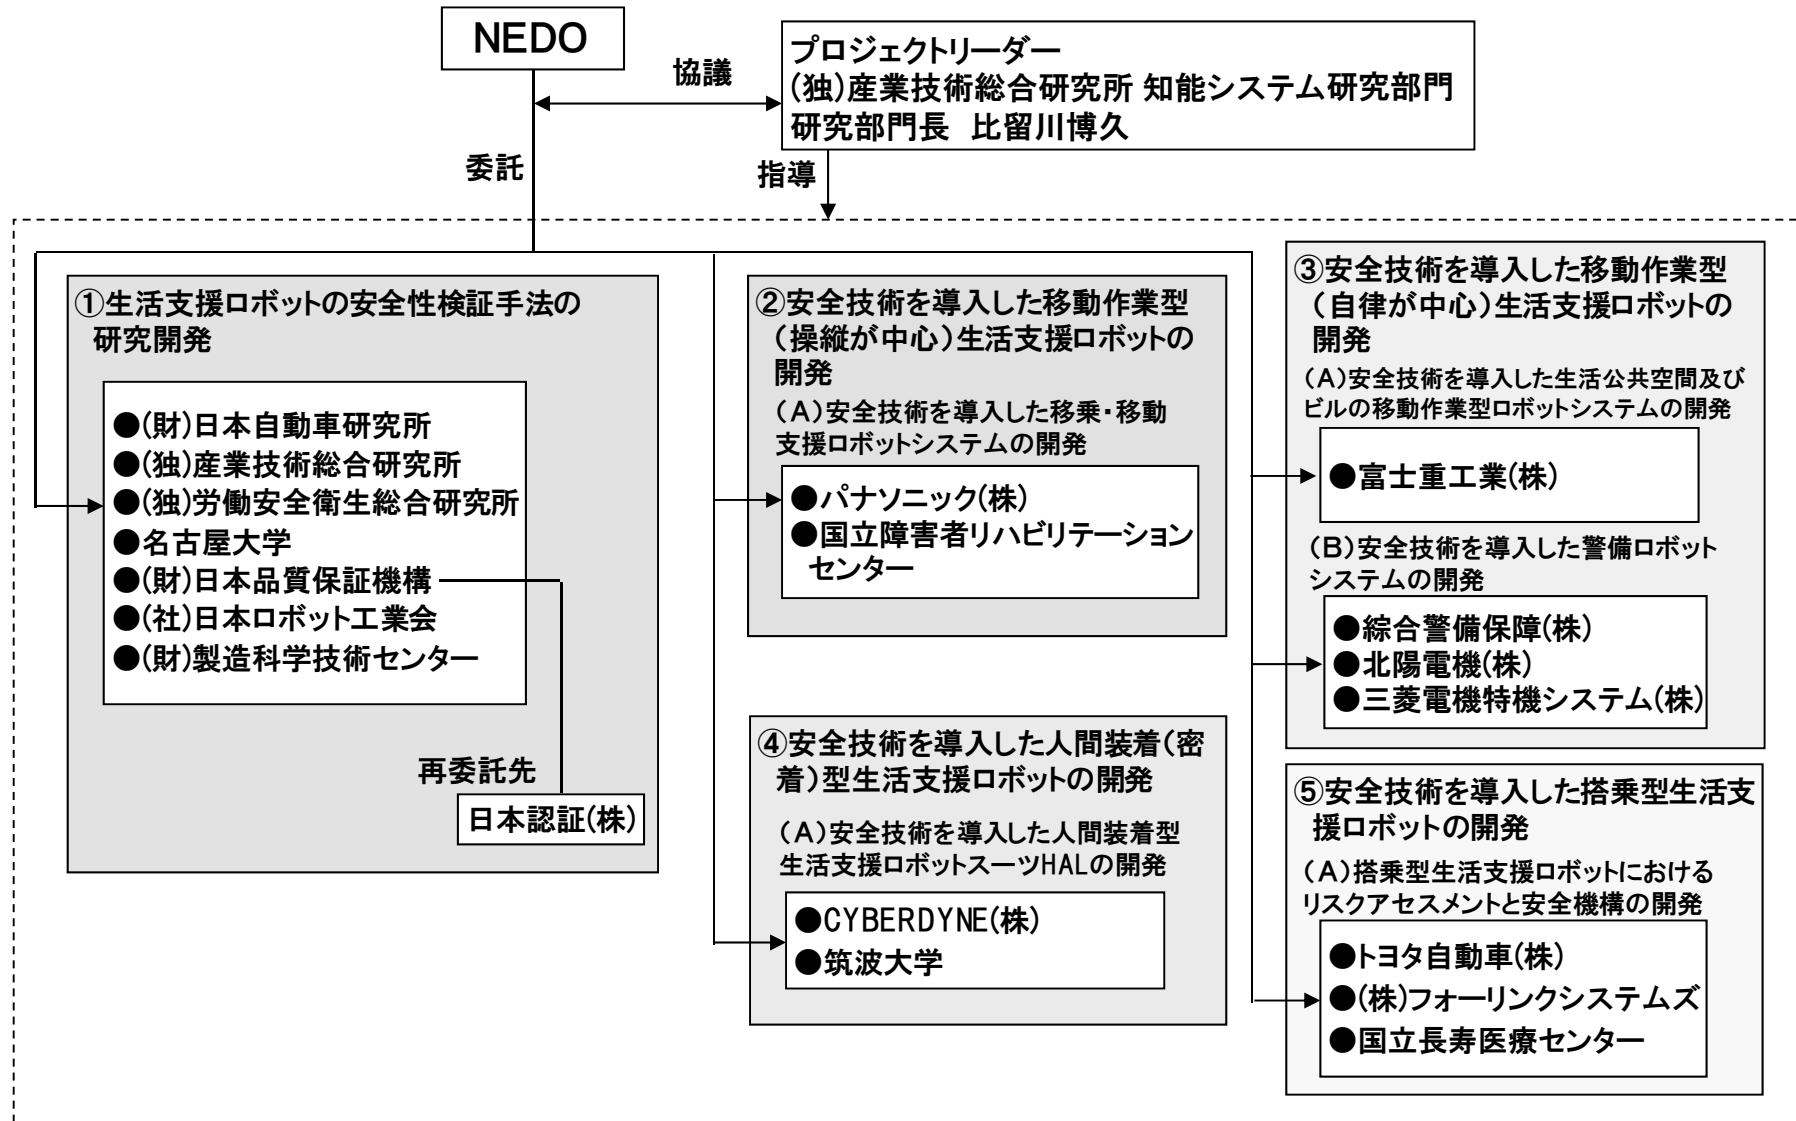 NEDO
協議
プロジェクトリーダー
(独)産業技術総合研究所 知能システム研究部門
研究部門長　比留川博久
委託
指導
①生活支援ロボットの安全性検証手法の
研究開発
●(財)日本自動車研究所
●(独)産業技術総合研究所
●(独)労働安全衛生総合研究所
●名古屋大学
●(財)日本品質保証機構
●(社)日本ロボット工業会
●(財)製造科学技術センター
再委託先
日本認証(株)
②安全技術を導入した移動作業型
（操縦が中心）生活支援ロボットの
開発
（A）安全技術を導入した移乗・移動
支援ロボットシステムの開発
●パナソニック(株)
●国立障害者リハビリテーション
センター
④安全技術を導入した人間装着（密
着）型生活支援ロボットの開発
（A）安全技術を導入した人間装着型
生活支援ロボットスーツHALの開発
●CYBERDYNE(株)
●筑波大学
③安全技術を導入した移動作業型
（自律が中心）生活支援ロボットの
開発
（A）安全技術を導入した生活公共空間及び
ビルの移動作業型ロボットシステムの開発
●富士重工業(株)
（B）安全技術を導入した警備ロボット
システムの開発
●綜合警備保障(株)
●北陽電機(株)
●三菱電機特機システム(株)
⑤安全技術を導入した搭乗型生活支
援ロボットの開発
（A）搭乗型生活支援ロボットにおける
リスクアセスメントと安全機構の開発
●トヨタ自動車(株)
●(株)フォーリンクシステムズ
●国立長寿医療センター